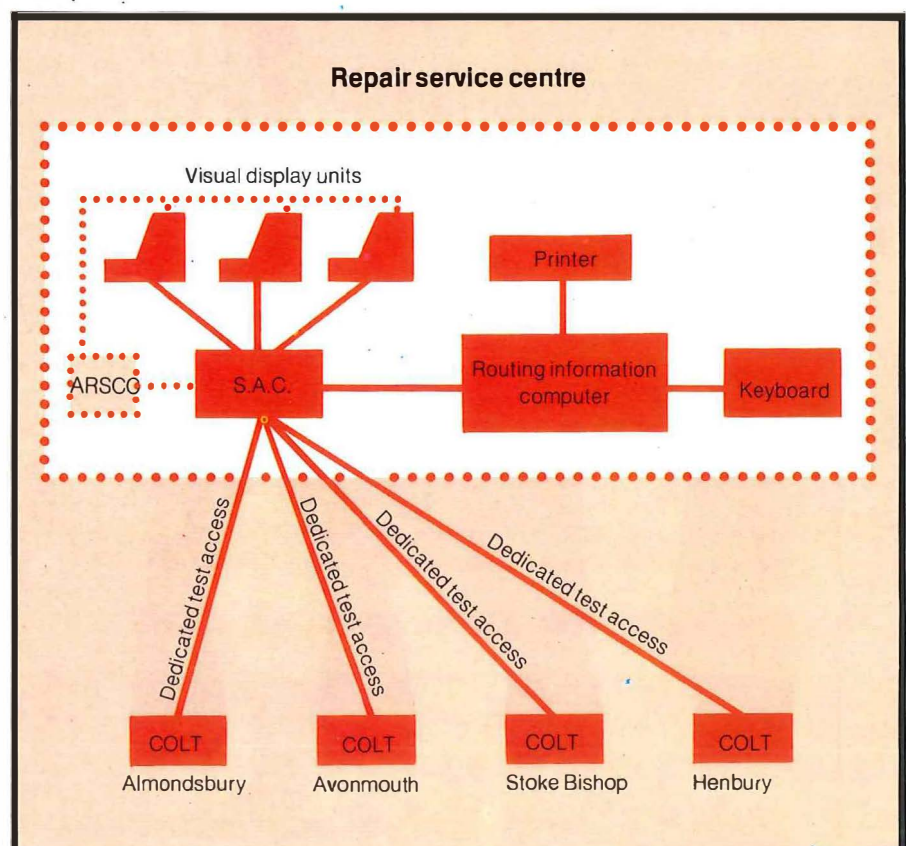 Repair service centre
Visual display units
Printer
ARSCC
S.A.C.
Routing information
computer
Keyboard
Dedicated test access
Dedicated test access
Dedicated test access
Dedicated test access
COLT
COLT
COLT
COLT
Almondsbury
Avonmouth
Stoke Bishop
Henbury